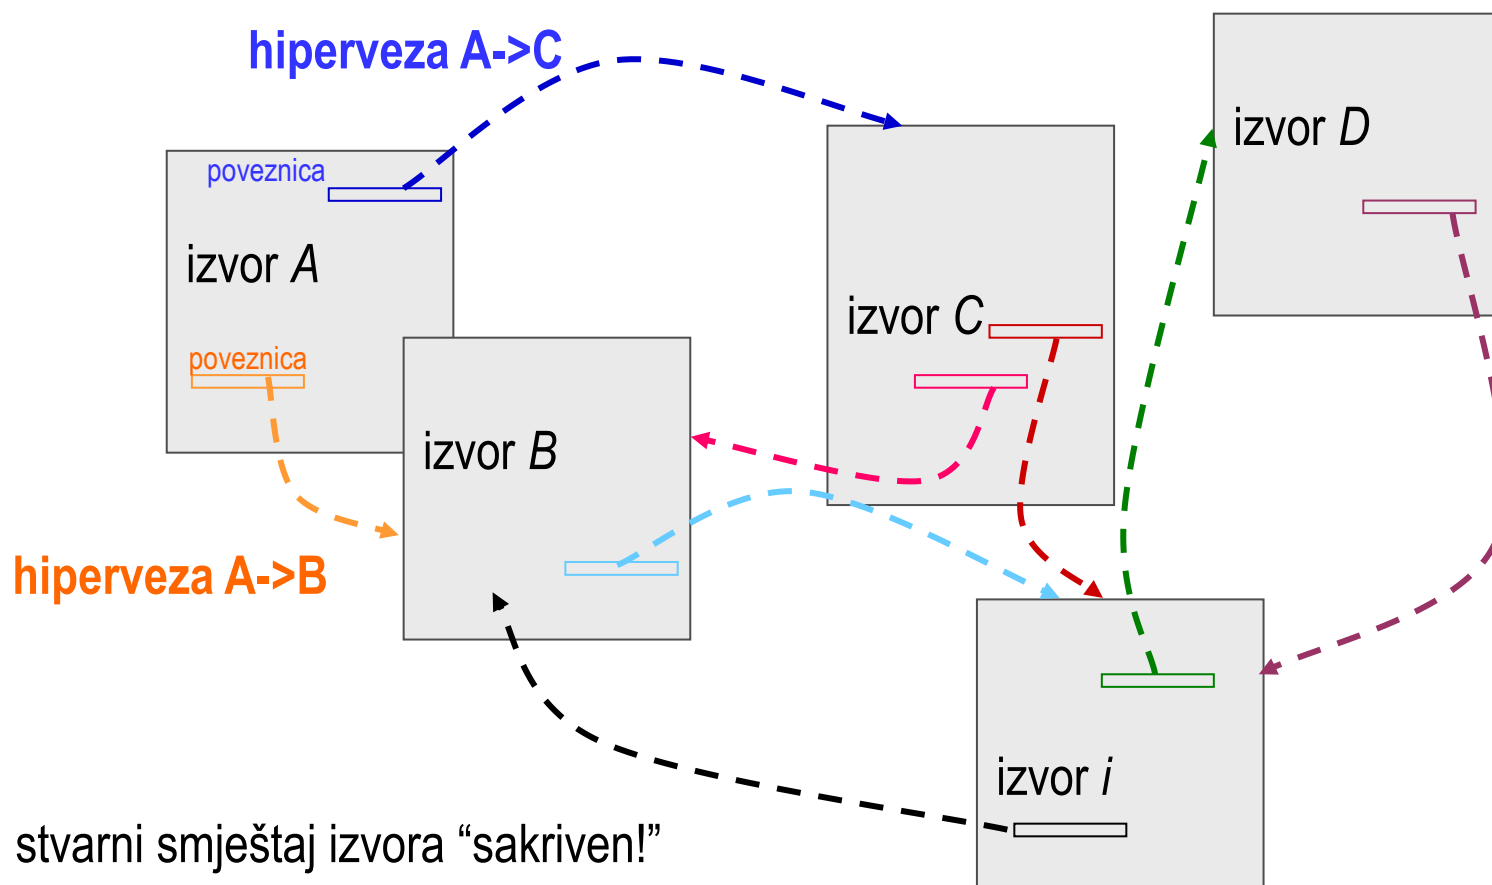 hiperveza A->C
izvor D
poveznica
izvor A
izvor C
poveznica
izvor B
hiperveza A->B
izvor i
stvarni smještaj izvora “sakriven!”